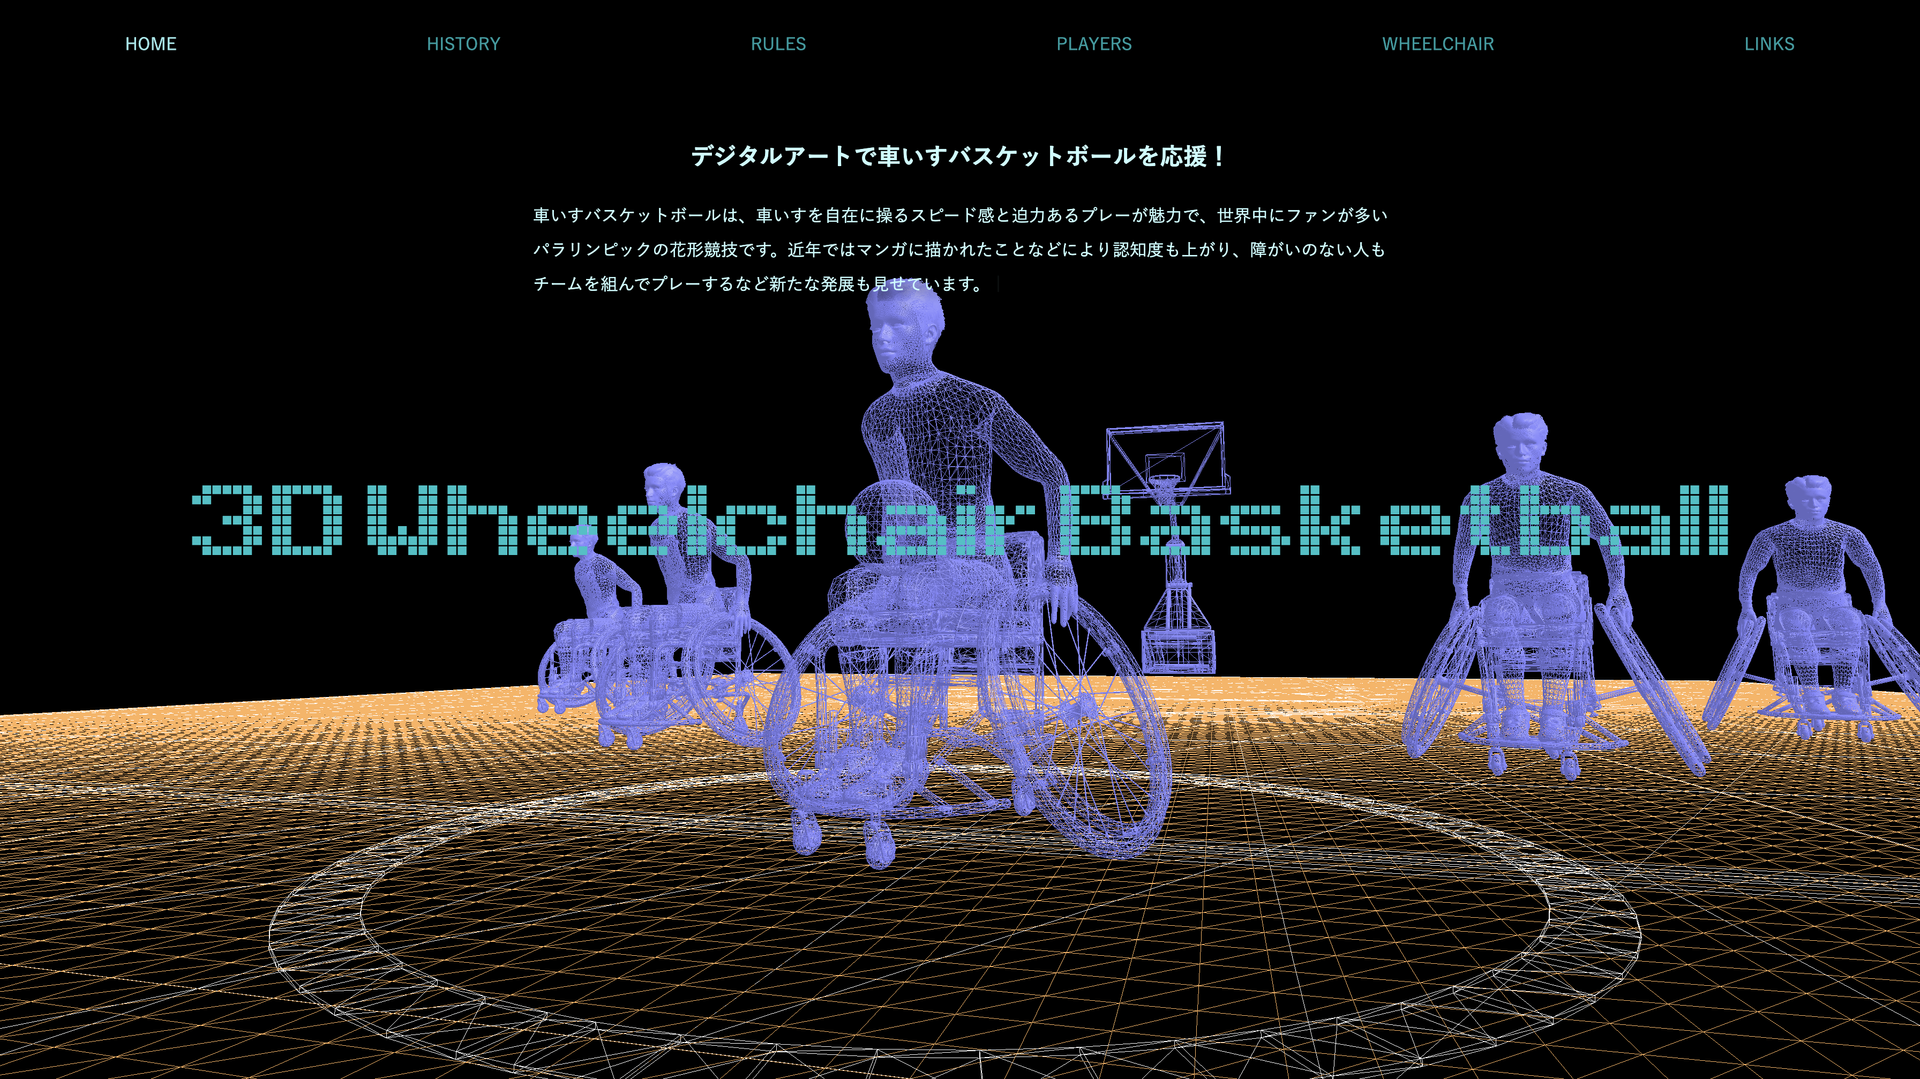 HOME
HISTORY
RULES
PLAYERS
WHEELCHAIR
LINKS
デジタルアートで車いすバスケットボールを応援！
車いすバスケットボールは、車いすを自在に操るスピード感と迫力あるプレーが魅力で、世界中にファンが多い
パラリンピックの花形競技です。近年ではマンガに描かれたことなどにより認知度も上がり、障がいのない人も
チームを組んでプレーするなど新たな発展も見せています。
3D Wheelchair Basketball